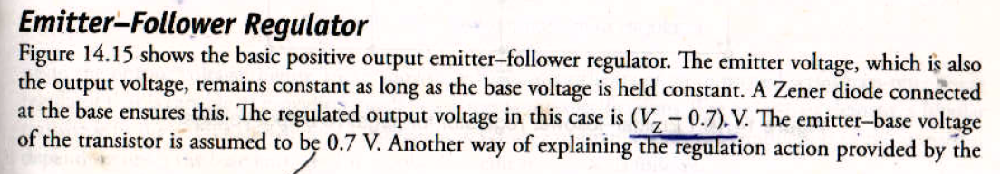 Emitter–Follower Regulator
Figure 14.15 shows the basic positive output emitter–follower regulator. The emitter voltage, which is also
the output voltage, remains constant as long as the base voltage is held constant. A Zener diode connected
at the base ensures this. The regulated output voltage in this case is (V_Z – 0.7). V. The emitter–base voltage
of the transistor is assumed to be 0.7 V. Another way of explaining the regulation action provided by the